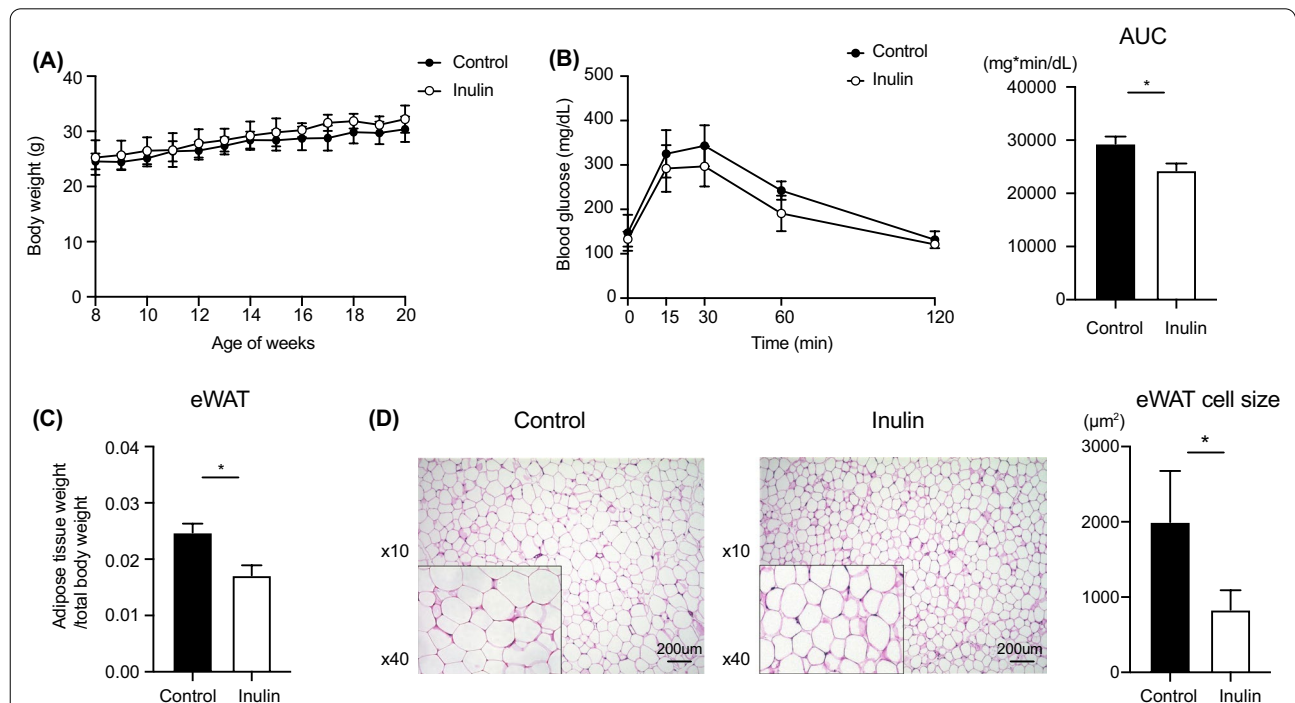 (A)
Control
Inulin
40
30
20
10
0
Body weight (g)
8
10
12
14
16
18
20
Age of weeks
(B)
Control
Inulin
500
400
300
200
100
0
Blood glucose (mg/dL)
0
15
30
60
120
Time (min)
AUC
(mg*min/dL)
40000
30000
20000
10000
0
*
Control
Inulin
(C)
eWAT
0.04
0.03
0.02
0.01
0.00
Adipose tissue weight
/total body weight
*
Control
Inulin
(D)
Control
x10
x40
200um
Inulin
x10
x40
200um
eWAT cell size
(µm²)
3000
2000
1000
0
*
Control
Inulin